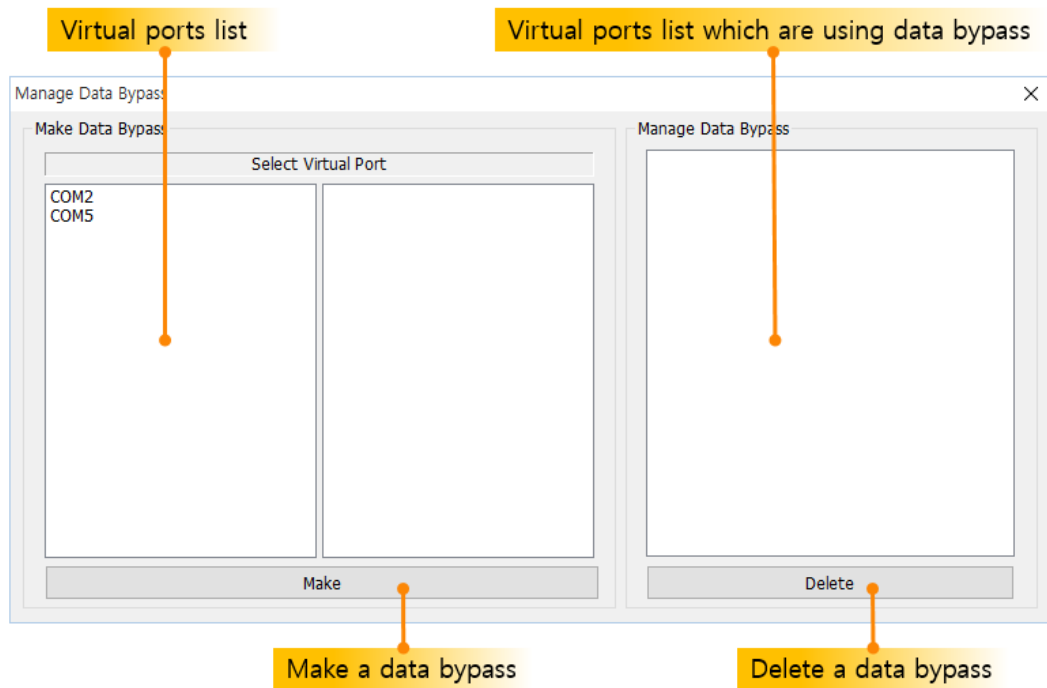 Virtual ports list
Virtual ports list which are using data bypass
Manage Data Bypass
Make Data Bypass
Manage Data Bypass
Select Virtual Port
COM2
COM5
Make
Delete
Make a data bypass
Delete a data bypass